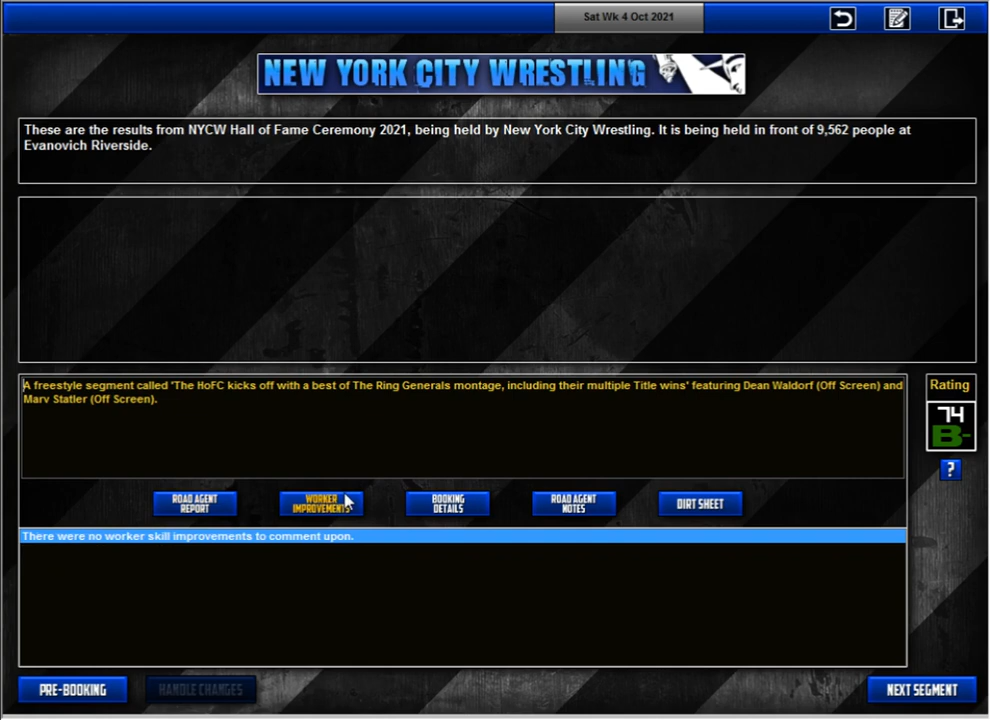 Sat Wk 4 Oct 2021
NEW YORK CITY WRESTLING
These are the results from NYCW Hall of Fame Ceremony 2021, being held by New York City Wrestling. It is being held in front of 9,562 people at
Evanovich Riverside.
A freestyle segment called 'The HoFC kicks off with a best of The Ring Generals montage, including their multiple Title wins' featuring Dean Waldorf (Off Screen) and
Marv Statler (Off Screen).
Rating
74
B-
?
ROAD AGENT
REPORT
WORKER
IMPROVEMENTS
BOOKING
DETAILS
ROAD AGENT
NOTES
DIRT SHEET
There were no worker skill improvements to comment upon.
PRE-BOOKING
HANDLE CHANGES
NEXT SEGMENT